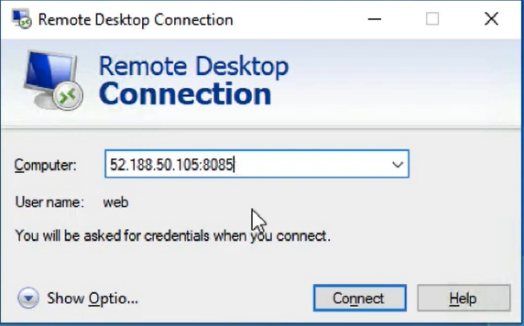 Remote Desktop Connection
Remote Desktop
Connection
Computer: 52.188.50.105:8085
User name: web
You will be asked for credentials when you connect.
Show Optio... Connect Help